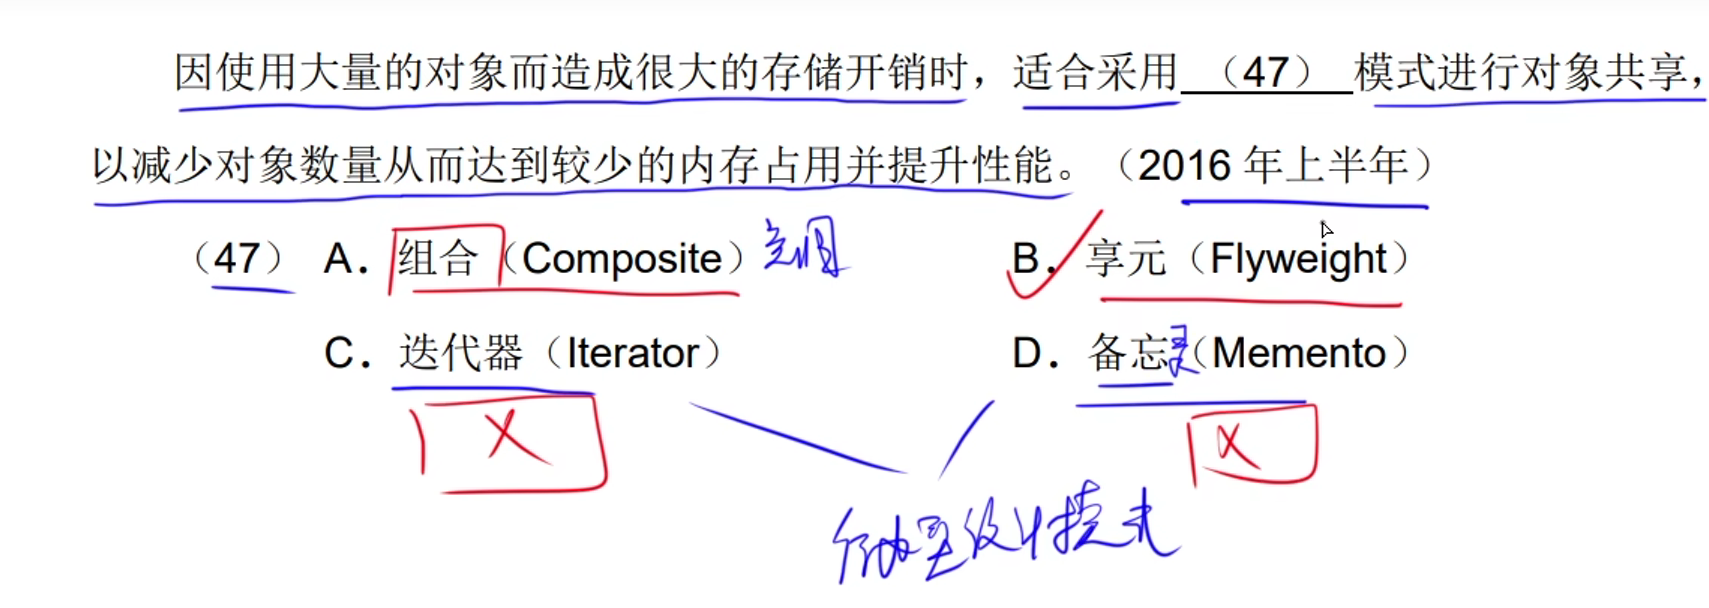 因使用大量的对象而造成很大的存储开销时，适合采用 （47） 模式进行对象共享，
以减少对象数量从而达到较少的内存占用并提升性能。（2016 年上半年）
（47） A．组合（Composite） B．享元（Flyweight）
C．迭代器（Iterator） D．备忘录（Memento）
行为型设计模式